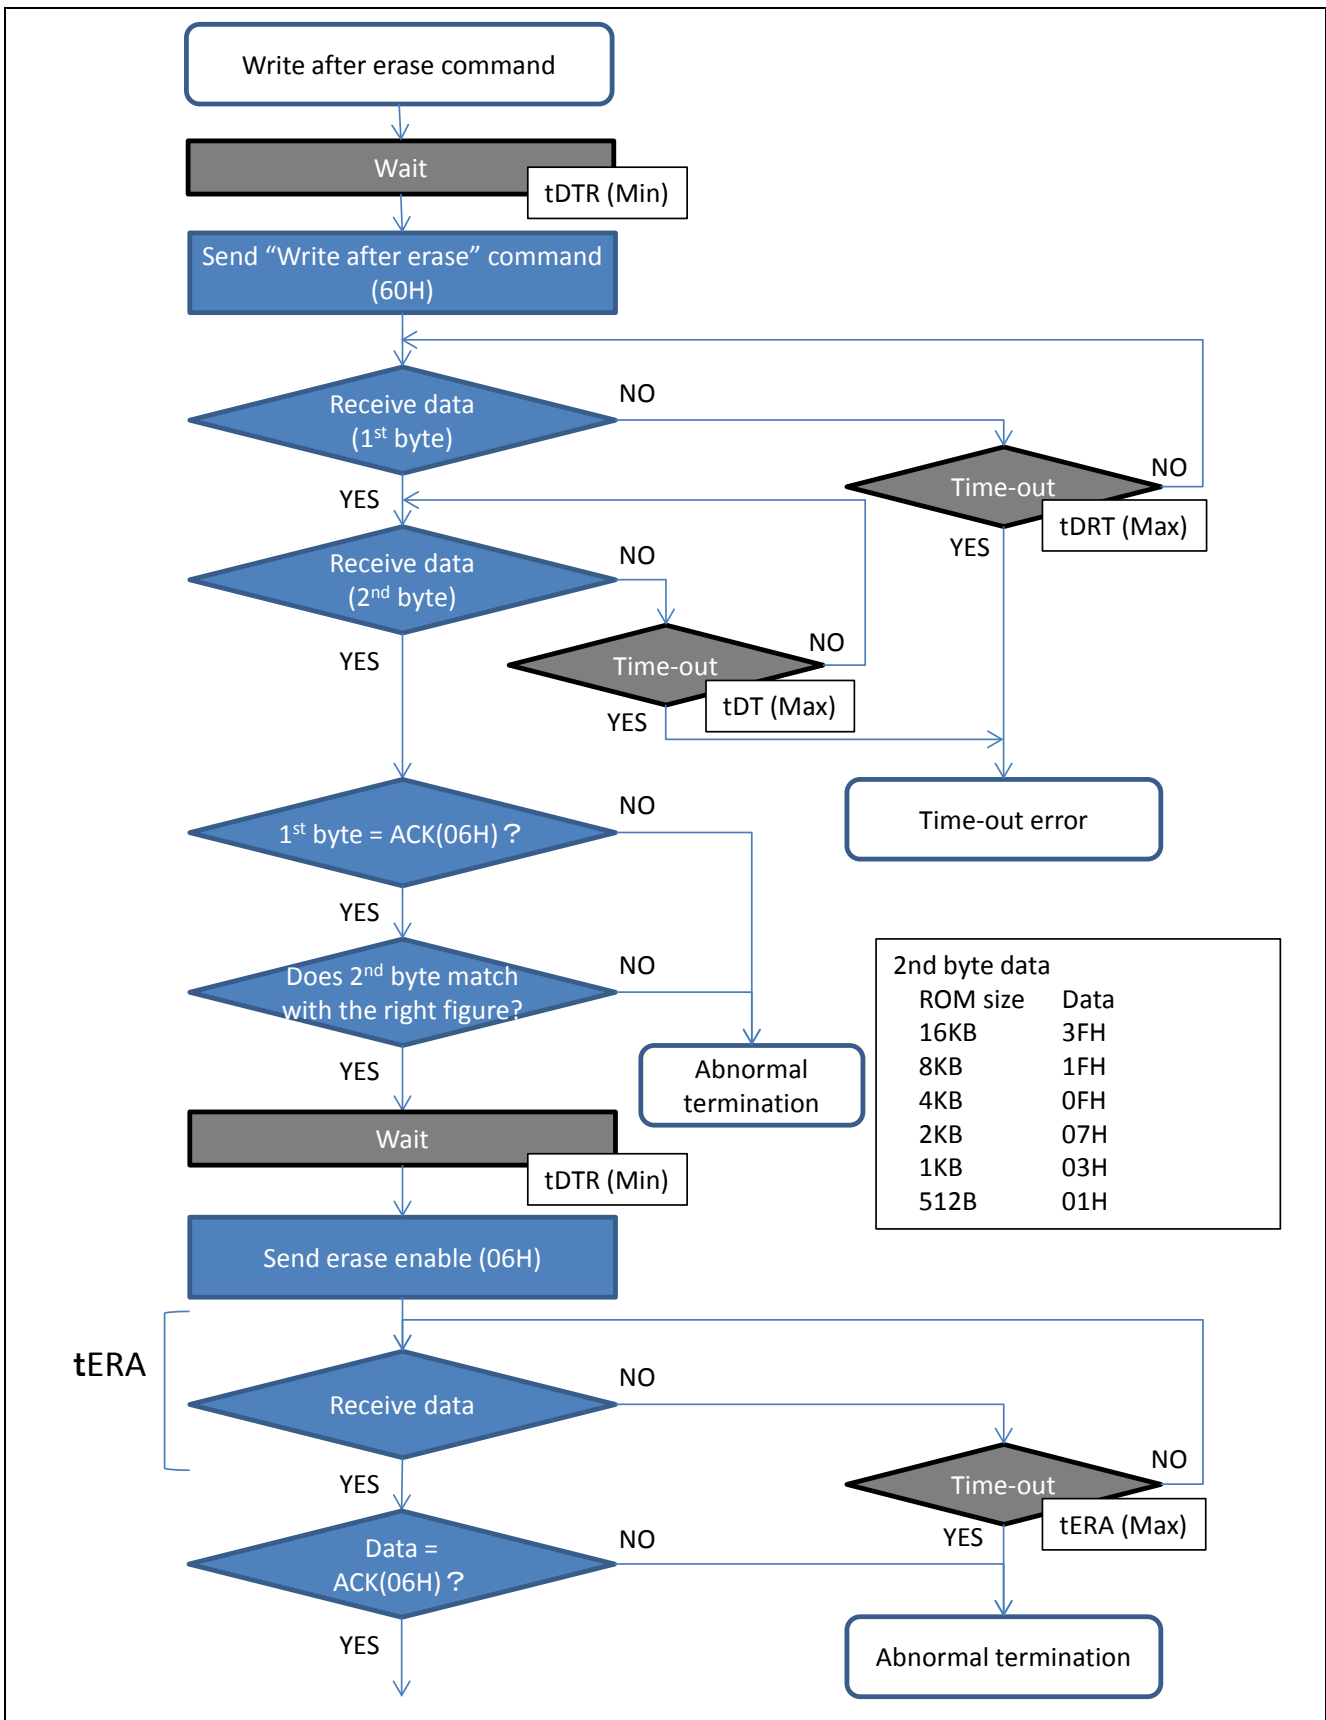 Write after erase command
Wait
tDTR (Min)
Send “Write after erase” command
(60H)
Receive data
(1st byte)
NO
YES
Time-out
NO
tDRT (Max)
YES
Receive data
(2nd byte)
NO
YES
Time-out
NO
tDT (Max)
YES
Time-out error
1st byte = ACK(06H)？
NO
YES
Does 2nd byte match
with the right figure?
NO
YES
Abnormal
termination
2nd byte data
ROM size Data
16KB 3FH
8KB 1FH
4KB 0FH
2KB 07H
1KB 03H
512B 01H
Wait
tDTR (Min)
Send erase enable (06H)
tERA
Receive data
NO
YES
Time-out
NO
tERA (Max)
YES
Data =
ACK(06H)？
NO
YES
Abnormal termination